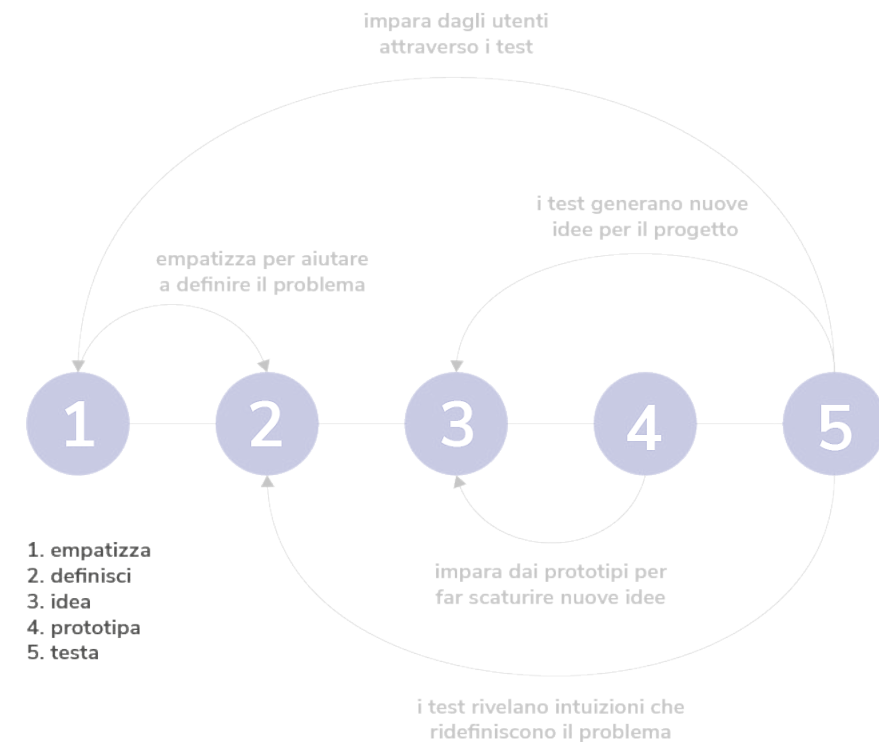 impara dagli utenti
attraverso i test
i test generano nuove
idee per il progetto
empatizza per aiutare
a definire il problema
1
2
3
4
5
1. empatizza
2. definisci
3. idea
4. prototipa
5. testa
impara dai prototipi per
far scaturire nuove idee
i test rivelano intuizioni che
ridefiniscono il problema